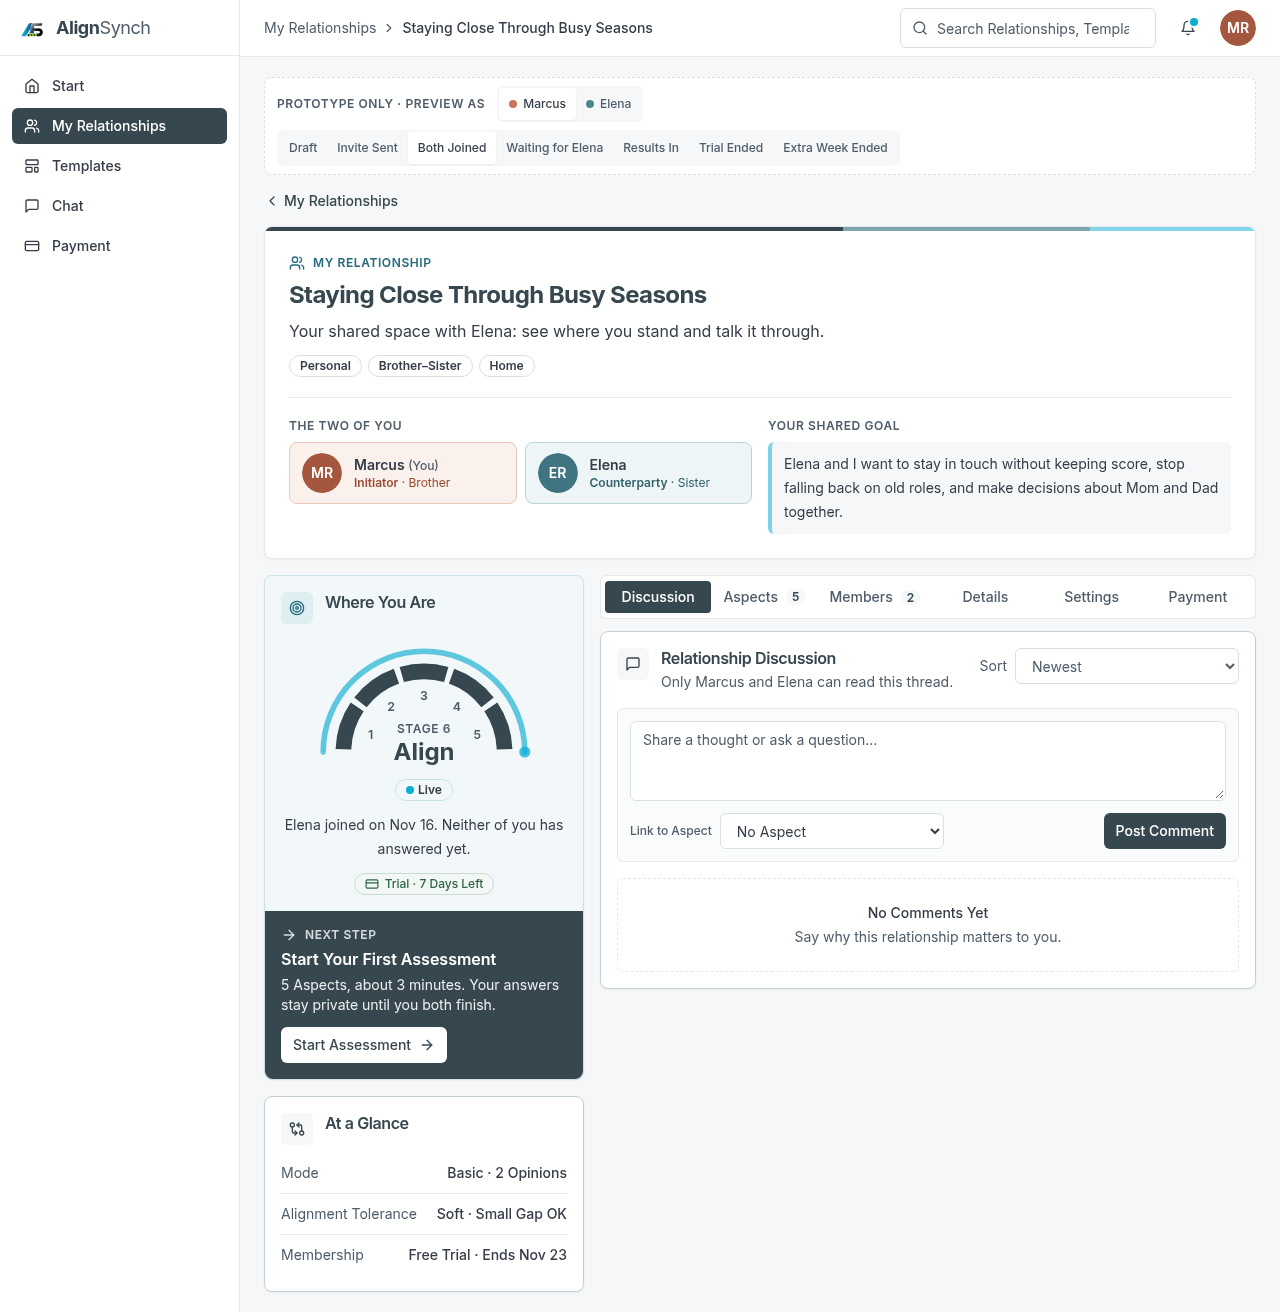 AlignSynch
My Relationships
Staying Close Through Busy Seasons
Search Relationships, Templa
MR
Start
My Relationships
Templates
Chat
Payment
PROTOTYPE ONLY · PREVIEW AS
Marcus
Elena
Draft
Invite Sent
Both Joined
Waiting for Elena
Results In
Trial Ended
Extra Week Ended
My Relationships
MY RELATIONSHIP
Staying Close Through Busy Seasons
Your shared space with Elena: see where you stand and talk it through.
Personal
Brother–Sister
Home
THE TWO OF YOU
MR
Marcus (You)
Initiator · Brother
ER
Elena
Counterparty · Sister
YOUR SHARED GOAL
Elena and I want to stay in touch without keeping score, stop
falling back on old roles, and make decisions about Mom and Dad
together.
Where You Are
1
2
3
4
5
STAGE 6
Align
Live
Elena joined on Nov 16. Neither of you has
answered yet.
Trial · 7 Days Left
NEXT STEP
Start Your First Assessment
5 Aspects, about 3 minutes. Your answers
stay private until you both finish.
Start Assessment
At a Glance
Mode
Basic · 2 Opinions
Alignment Tolerance
Soft · Small Gap OK
Membership
Free Trial · Ends Nov 23
Discussion
Aspects 5
Members 2
Details
Settings
Payment
Relationship Discussion
Only Marcus and Elena can read this thread.
Sort
Newest
Share a thought or ask a question...
Link to Aspect
No Aspect
Post Comment
No Comments Yet
Say why this relationship matters to you.